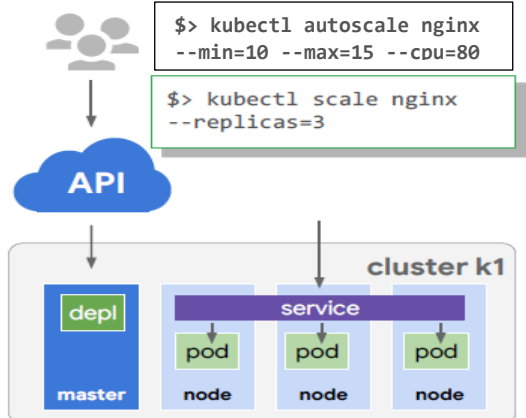 $> kubectl autoscale nginx
--min=10 --max=15 --cpu=80
$> kubectl scale nginx
--replicas=3
API
cluster k1
depl
service
pod
pod
pod
master
node
node
node